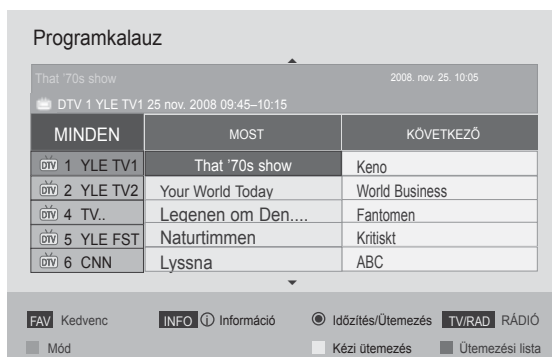 Programkalauz
That '70s show 2008. nov. 25. 10:05
DTV 1 YLE TV1 25 nov. 2008 09:45–10:15
MINDEN MOST KÖVETKEZŐ
DTV 1 YLE TV1 That '70s show Keno
DTV 2 YLE TV2 Your World Today World Business
DTV 4 TV.. Legenen om Den.... Fantomen
DTV 5 YLE FST Naturtimmen Kritiskt
DTV 6 CNN Lyssna ABC
FAV Kedvenc INFO i Információ Időzítés/Ütemezés TV/RAD RÁDIÓ
Mód Kézi ütemezés Ütemezési lista